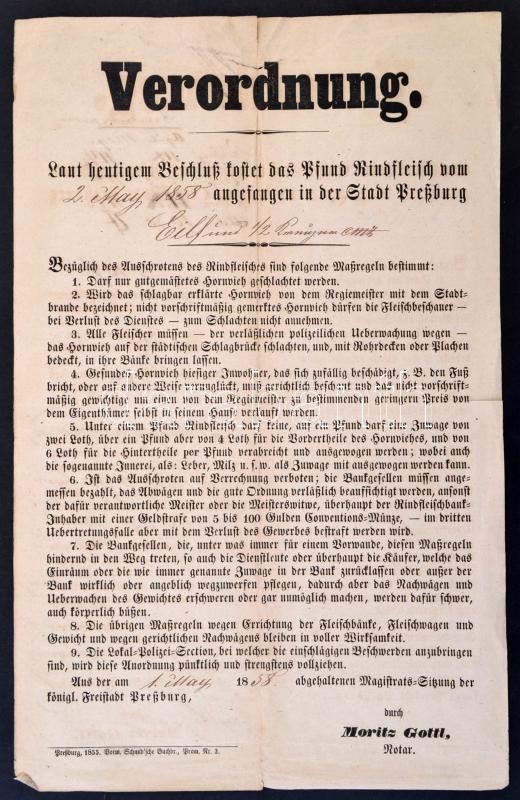 Verordnung.
Laut heutigem Beschluß kostet das Pfund Rindfleisch vom
2. May 1858 angefangen in der Stadt Preßburg
Eilf und 1/2
Bezüglich des Ausschrotens des Rindfleisches sind folgende Maßregeln bestimmt:
1. Darf nur gutgemästetes Hornvieh geschlachtet werden.
2. Wird das schlagbar erklärte Hornvieh von dem Regiemeister mit dem Stadt-
brande bezeichnet; nicht vorschriftmäßig gemerktes Hornvieh dürfen die Fleischbeschauer —
bei Verlust des Dienstes — zum Schlachten nicht annehmen.
3. Alle Fleischer müssen — der verläßlichen polizeilichen Ueberwachung wegen —
das Hornvieh auf der städtischen Schlagbrücke schlachten, und, mit Rohrdecken oder Plachen
bedeckt, in ihre Bänke bringen lassen.
4. Gesundes Hornvieh hiesiger Inwohner, das sich zufällig beschädigt, z. B. den Fuß
bricht, oder auf andere Weise verunglückt, muß gerichtlich beschaut und das nicht vorschrift-
mäßig gewichtige um einen von dem Regiemeister zu bestimmenden geringern Preis von
dem Eigenthümer selbst in seinem Hause verkauft werden.
5. Unter einem Pfund Rindfleisch darf keine, auf ein Pfund darf eine Zuwage von
zwei Loth, über ein Pfund aber von 4 Loth für die Vordertheile des Hornviehes, und von
6 Loth für die Hintertheile per Pfund verabreicht und ausgewogen werden; wobei auch
die sogenannte Innerei, als: Leber, Milz u. s. w. als Zuwage mit ausgewogen werden kann.
6. Ist das Ausschroten auf Verrechnung verboten; die Bankgesellen müssen ange-
messen bezahlt, das Abwägen und die gute Ordnung verläßlich beaufsichtigt werden, ansonst
der dafür verantwortliche Meister oder die Meisterswitwe, überhaupt der Rindfleischbank-
Inhaber mit einer Geldstrafe von 5 bis 100 Gulden Conventions-Münze, — im dritten
Uebertretungsfalle aber mit dem Verlust des Gewerbes bestraft werden wird.
7. Die Bankgesellen, die, unter was immer für einem Vorwande, diesen Maßregeln
hindernd in den Weg treten, so auch die Dienstleute oder überhaupt die Käufer, welche das
Einräum oder die wie immer genannte Zuwage in der Bank zurücklassen oder außer der
Bank wirklich oder angeblich wegzuwerfen pflegen, dadurch aber das Nachwägen und
Ueberwachen des Gewichtes erschweren oder gar unmöglich machen, werden dafür schwer,
auch körperlich büßen.
8. Die übrigen Maßregeln wegen Errichtung der Fleischbänke, Fleischwagen und
Gewicht und wegen gerichtlichen Nachwägens bleiben in voller Wirksamkeit.
9. Die Lokal-Polizei-Section, bei welcher die einschlägigen Beschwerden anzubringen
sind, wird diese Anordnung pünktlich und strengstens vollziehen.
Aus der am 1. May 1858. abgehaltenen Magistrats-Sitzung der
königl. Freistadt Preßburg,
durch
Moritz Gottl,
Notar.
Preßburg, 1855. Vorm. Schmid'sche Buchdr., Prom. Nr. 3.